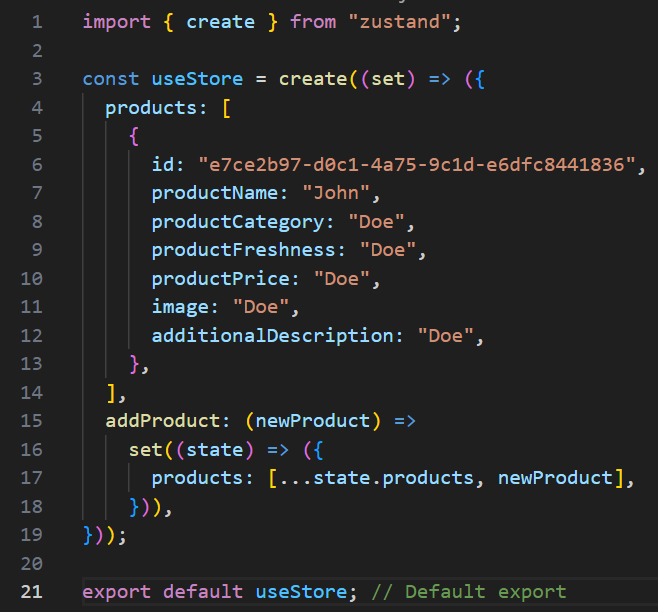 1 import { create } from "zustand";
2
3 const useStore = create((set) => ({
4   products: [
5     {
6       id: "e7ce2b97-d0c1-4a75-9c1d-e6dfc8441836",
7       productName: "John",
8       productCategory: "Doe",
9       productFreshness: "Doe",
10       productPrice: "Doe",
11       image: "Doe",
12       additionalDescription: "Doe",
13     },
14   ],
15   addProduct: (newProduct) =>
16     set((state) => ({
17       products: [...state.products, newProduct],
18     })),
19 }));
20
21 export default useStore; // Default export